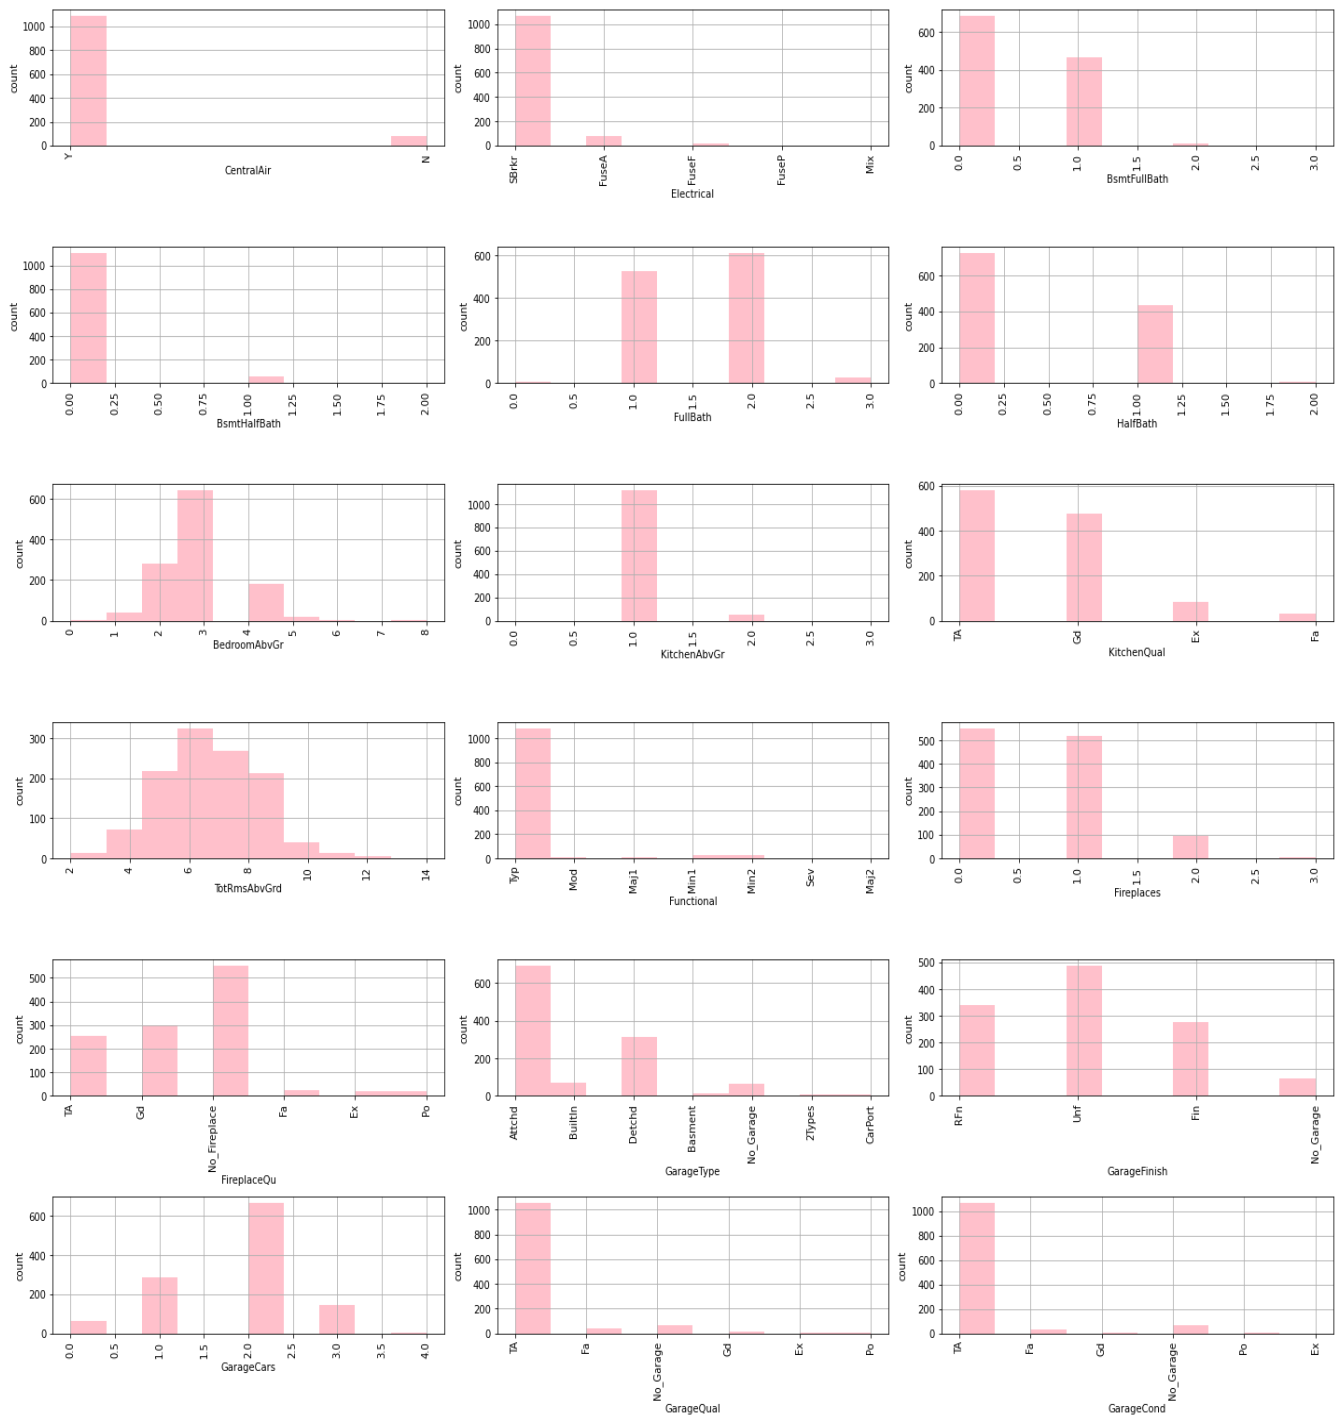 1000
800
600
400
200
0
count
Y
N
CentralAir
1000
800
600
400
200
0
count
SBrkr
FuseA
FuseF
FuseP
Mix
Electrical
600
400
200
0
count
0.0
0.5
1.0
1.5
2.0
2.5
3.0
BsmtFullBath
1000
800
600
400
200
0
count
0.00
0.25
0.50
0.75
1.00
1.25
1.50
1.75
2.00
BsmtHalfBath
600
400
200
0
count
0.0
0.5
1.0
1.5
2.0
2.5
3.0
FullBath
600
400
200
0
count
0.00
0.25
0.50
0.75
1.00
1.25
1.50
1.75
2.00
HalfBath
600
400
200
0
count
0
1
2
3
4
5
6
7
8
BedroomAbvGr
1000
800
600
400
200
0
count
0.0
0.5
1.0
1.5
2.0
2.5
3.0
KitchenAbvGr
600
400
200
0
count
TA
Gd
Ex
Fa
KitchenQual
300
200
100
0
count
2
4
6
8
10
12
14
TotRmsAbvGrd
1000
800
600
400
200
0
count
Typ
Mod
Maj1
Min1
Min2
Sev
Maj2
Functional
500
400
300
200
100
0
count
0.0
0.5
1.0
1.5
2.0
2.5
3.0
Fireplaces
500
400
300
200
100
0
count
TA
Gd
No_Fireplace
Fa
Ex
Po
FireplaceQu
600
400
200
0
count
Attchd
BuiltIn
Detchd
Basment
No_Garage
2Types
CarPort
GarageType
500
400
300
200
100
0
count
RFn
Unf
Fin
No_Garage
GarageFinish
600
400
200
0
count
0.0
0.5
1.0
1.5
2.0
2.5
3.0
3.5
4.0
GarageCars
1000
800
600
400
200
0
count
TA
Fa
No_Garage
Gd
Ex
Po
GarageQual
1000
800
600
400
200
0
count
TA
Fa
Gd
No_Garage
Po
Ex
GarageCond